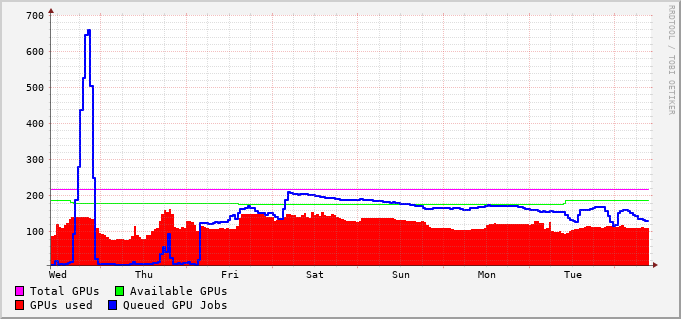 700
600
500
400
300
200
100
Wed Thu Fri Sat Sun Mon Tue
Total GPUs Available GPUs
GPUs used Queued GPU Jobs
RRDTOOL / TOBI OETIKER